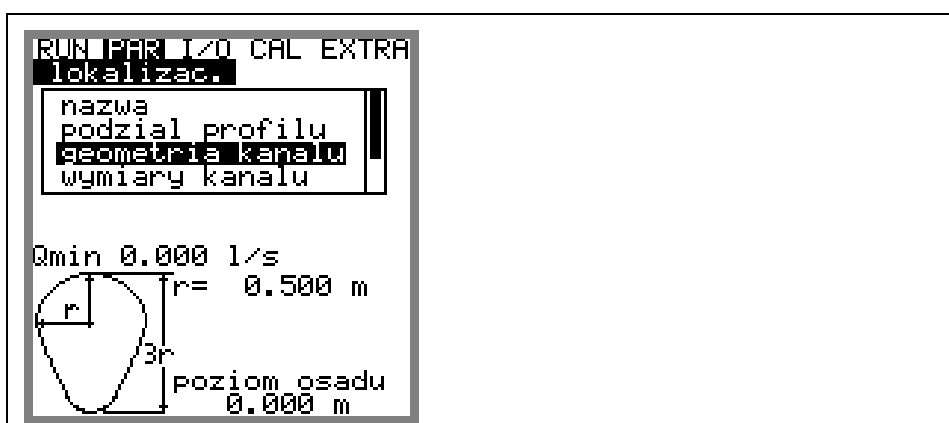 RUN PAR I/O CAL EXTRA
lokalizac.
nazwa
podzial profilu
geometria kanalu
wymiary kanalu
Qmin 0.000 l/s
r= 0.500 m
r
3r
poziom osadu
0.000 m